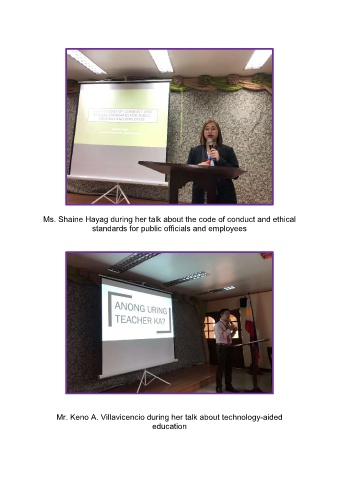 Ms. Shaine Hayag during her talk about the code of conduct and ethical
standards for public officials and employees
ANONG URING
TEACHER KA?
Mr. Keno A. Villavicencio during her talk about technology-aided
education